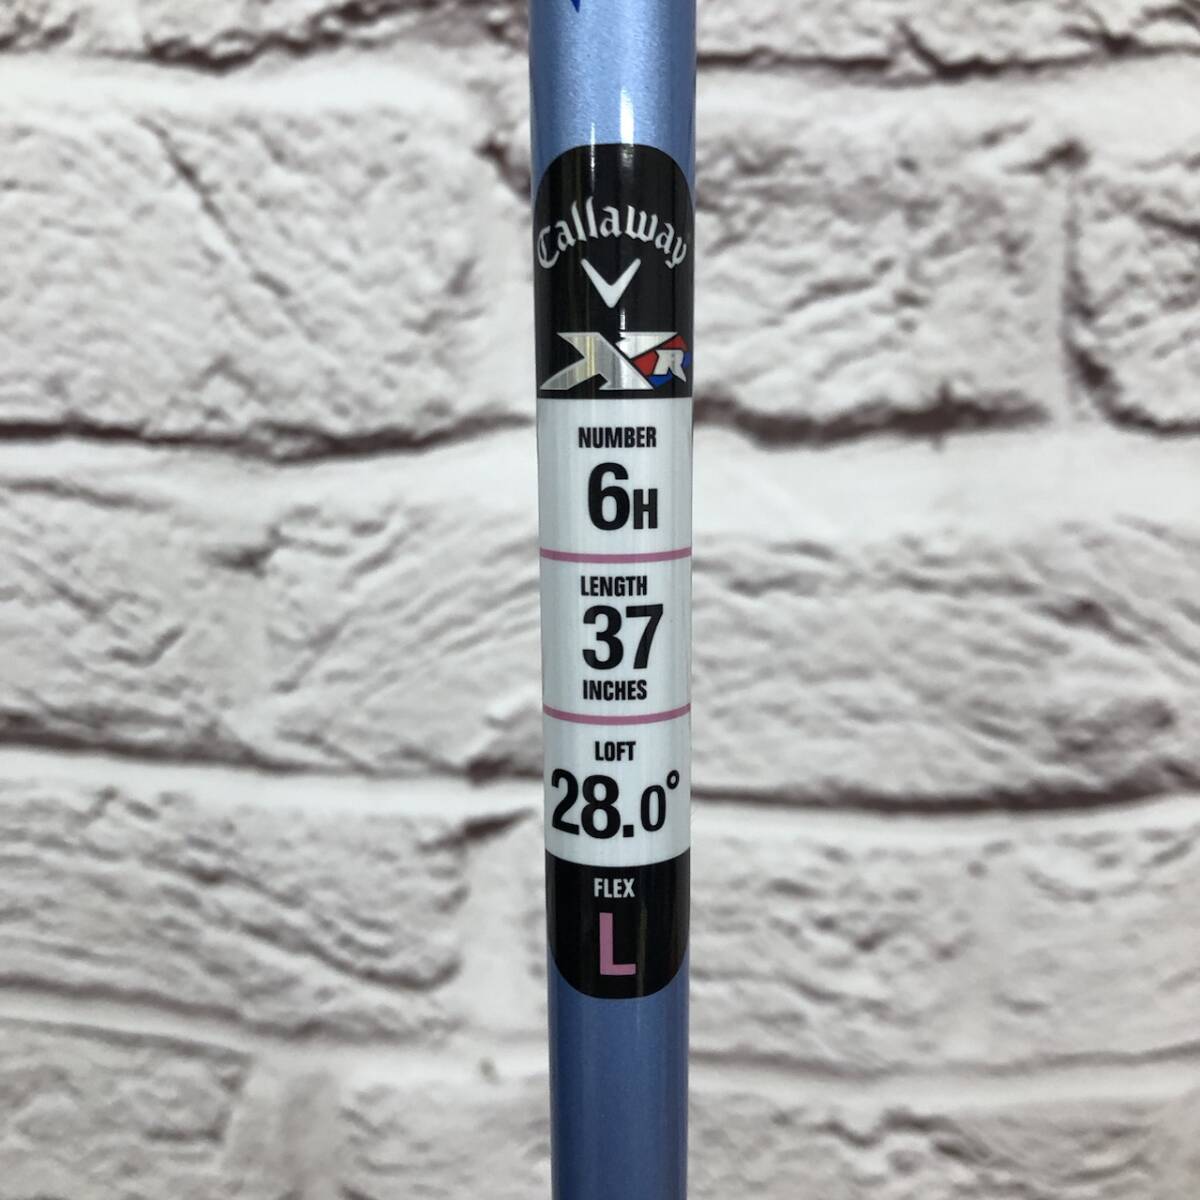 Callaway
XR
NUMBER
6H
LENGTH
37
INCHES
LOFT
28.0°
FLEX
L